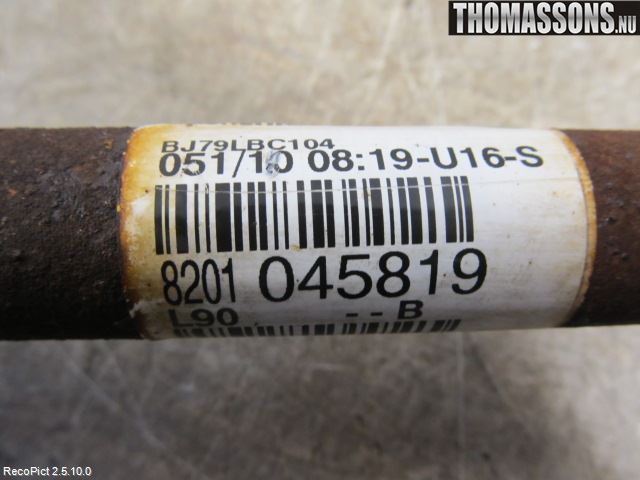 THOMASSONS.NU
BJ79LBC104
051/10 08:19-U16-S
8201 045819
L90 - - B
RecoPict 2.5.10.0